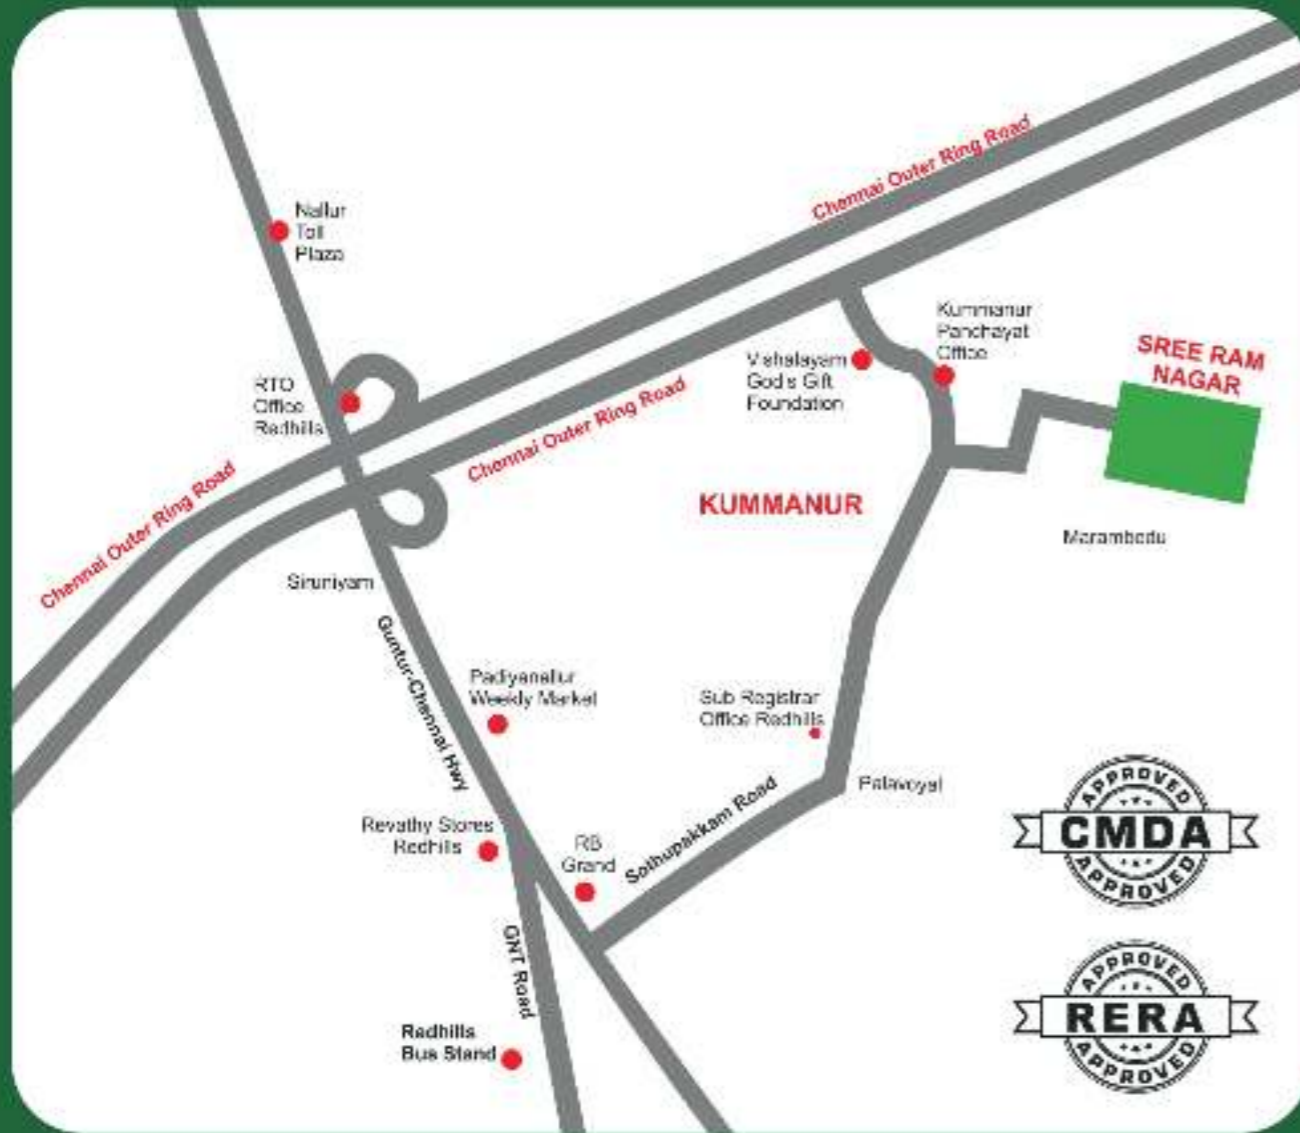 Chennai Outer Ring Road
Nallur
Toll
Plaza
Kummanur
Panchayat
Office
SREE RAM
NAGAR
Vishalayam
God's Gift
Foundation
RTO
Office
Redhills
Chennai Outer Ring Road
Chennai Outer Ring Road
KUMMANUR
Marambedu
Siruniyam
Guntur-Chennai Hwy
Padiyanallur
Weekly Market
Sub Registrar
Office Redhills
Palavoyal
Sothupakkam Road
Revathy Stores
Redhills
RB
Grand
GNT Road
Redhills
Bus Stand
APPROVED
CMDA
APPROVED
APPROVED
RERA
APPROVED